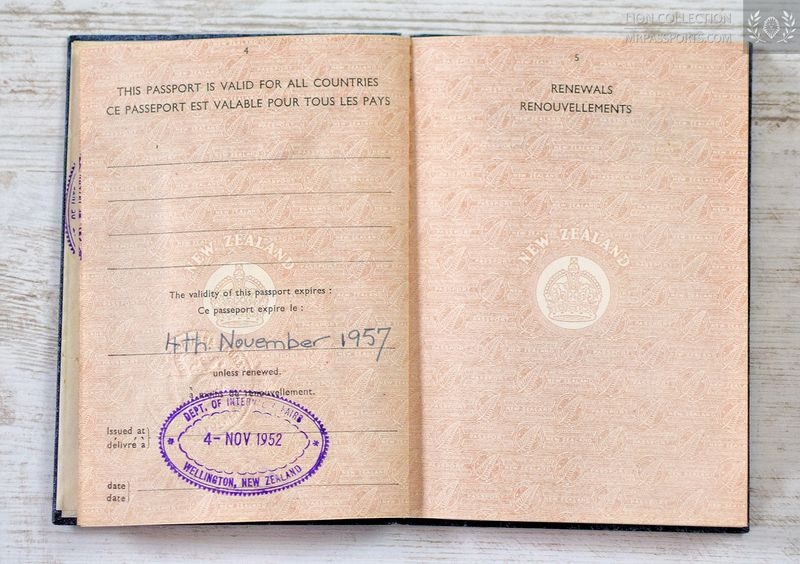 LION COLLECTION
MRPASSPORTS.COM
4
THIS PASSPORT IS VALID FOR ALL COUNTRIES
CE PASSEPORT EST VALABLE POUR TOUS LES PAYS
NEW ZEALAND
The validity of this passport expires :
Ce passeport expire le :
4th November 1957
unless renewed.
de renouvellement.
DEPT. OF
Issued at
délivré à
4 - NOV 1952
WELLINGTON, NEW ZEALAND
date
date
5
RENEWALS
RENOUVELLEMENTS
NEW ZEALAND